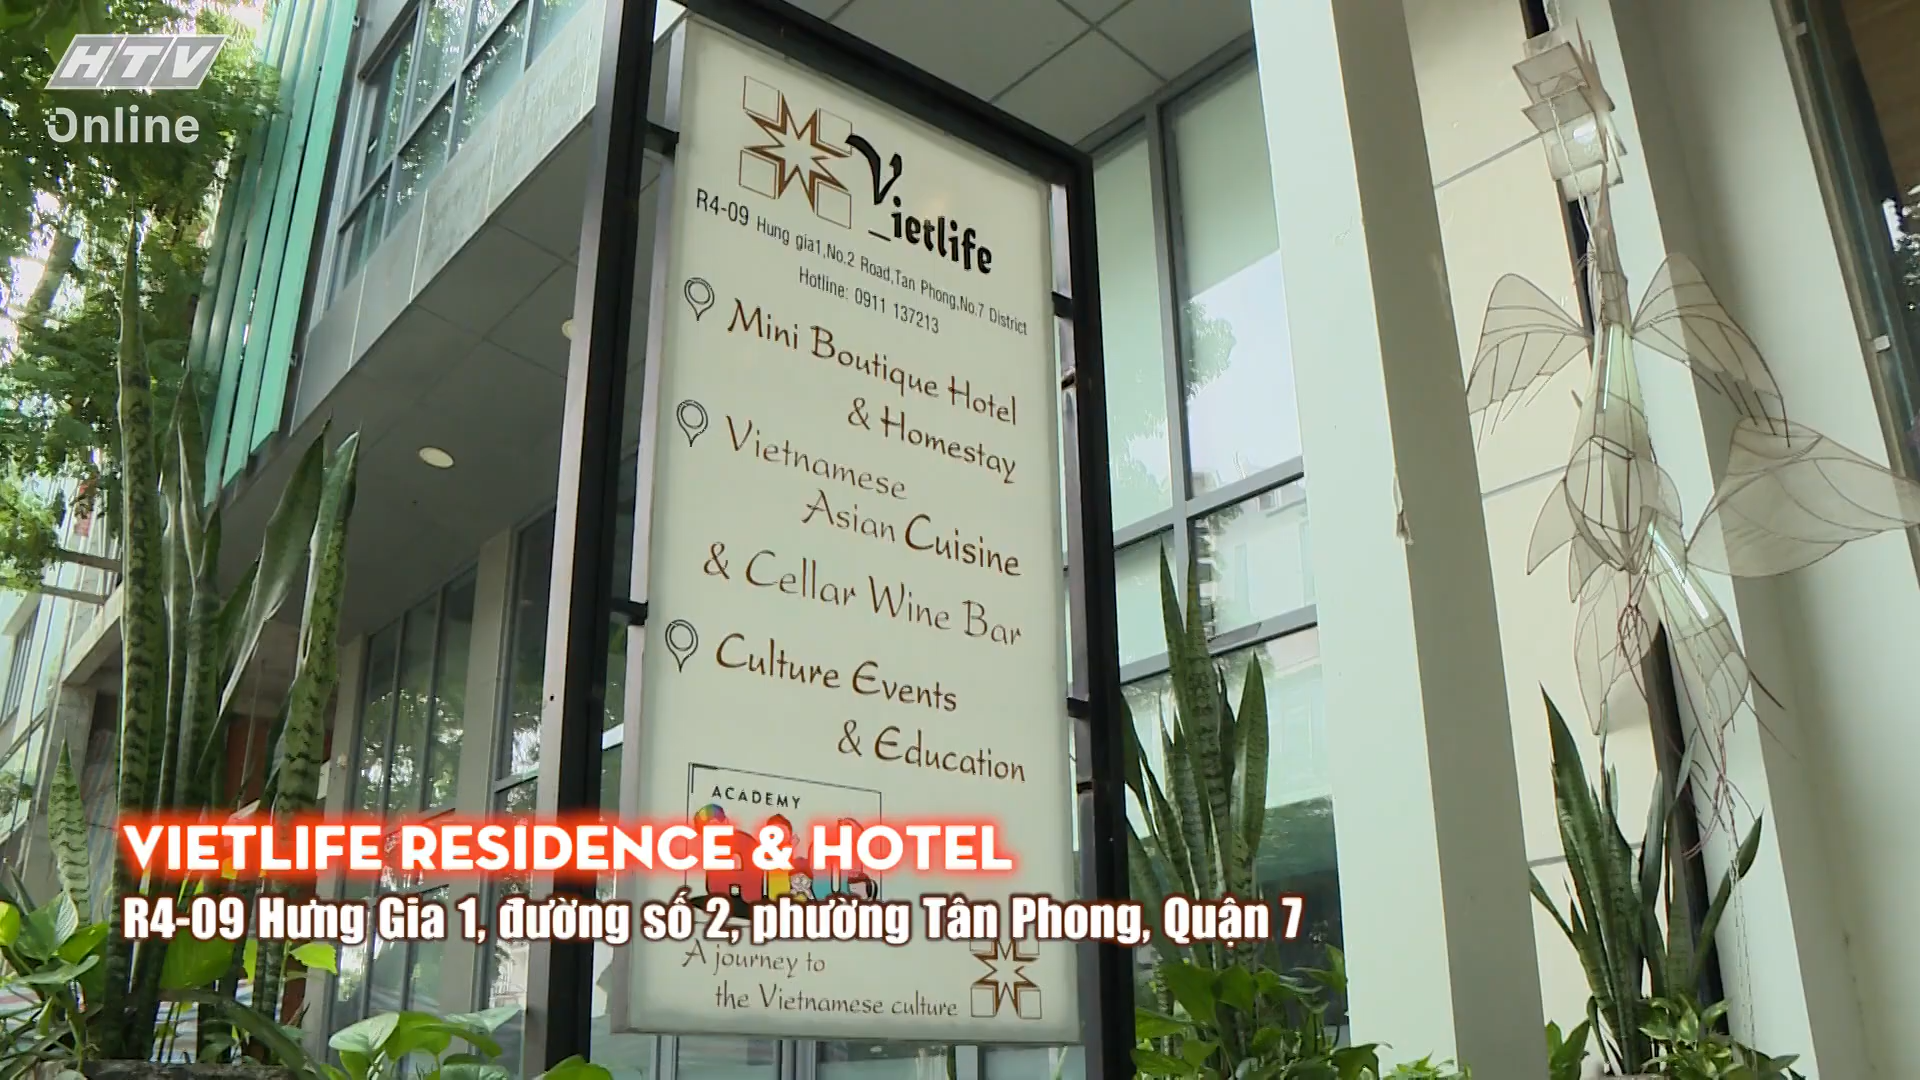 HTV
Online
Vietlife
R4-09 Hung gia1,No.2 Road,Tan Phong,No.7 District
Hotline: 0911 137213
Mini Boutique Hotel
& Homestay
Vietnamese
Asian Cuisine
& Cellar Wine Bar
Culture Events
& Education
ACADEMY
VIETLIFE RESIDENCE & HOTEL
R4-09 Hưng Gia 1, đường số 2, phường Tân Phong, Quận 7
A journey to
the Vietnamese culture